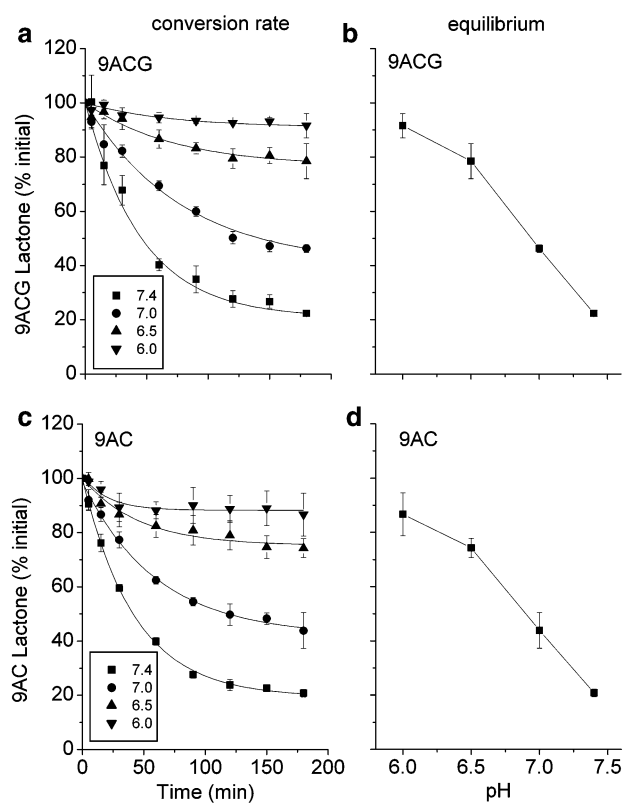 conversion rate
equilibrium
a
b
9ACG
9ACG
120
100
80
60
40
20
0
9ACG Lactone (% initial)
7.4
7.0
6.5
6.0
c
d
9AC
9AC
120
100
80
60
40
20
0
9AC Lactone (% initial)
7.4
7.0
6.5
6.0
0 50 100 150 200
6.0 6.5 7.0 7.5
Time (min)
pH